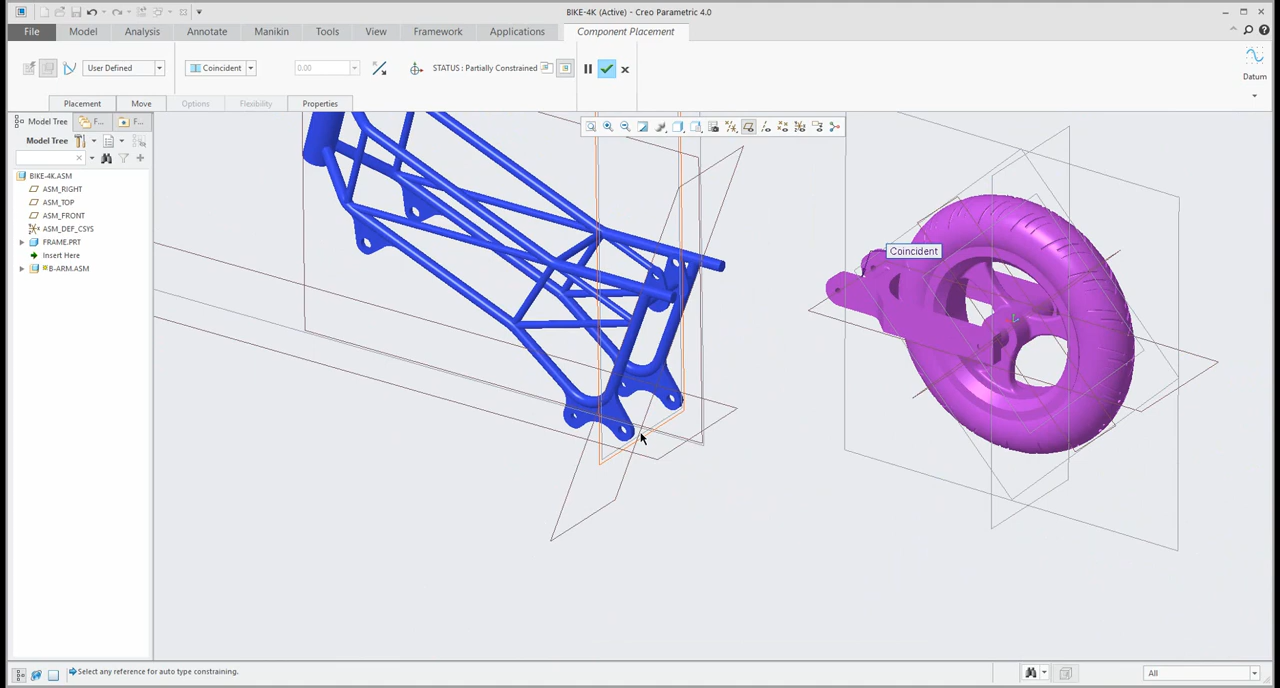 BIKE-4K (Active) - Creo Parametric 4.0
File Model Analysis Annotate Manikin Tools View Framework Applications Component Placement
User Defined Coincident 0.00 STATUS : Partially Constrained
Datum
Placement Move Options Flexibility Properties
Model Tree F... F...
Model Tree
BIKE-4K.ASM
ASM_RIGHT
ASM_TOP
ASM_FRONT
ASM_DEF_CSYS
FRAME.PRT
Insert Here
B-ARM.ASM
Coincident
Select any reference for auto type constraining.
All